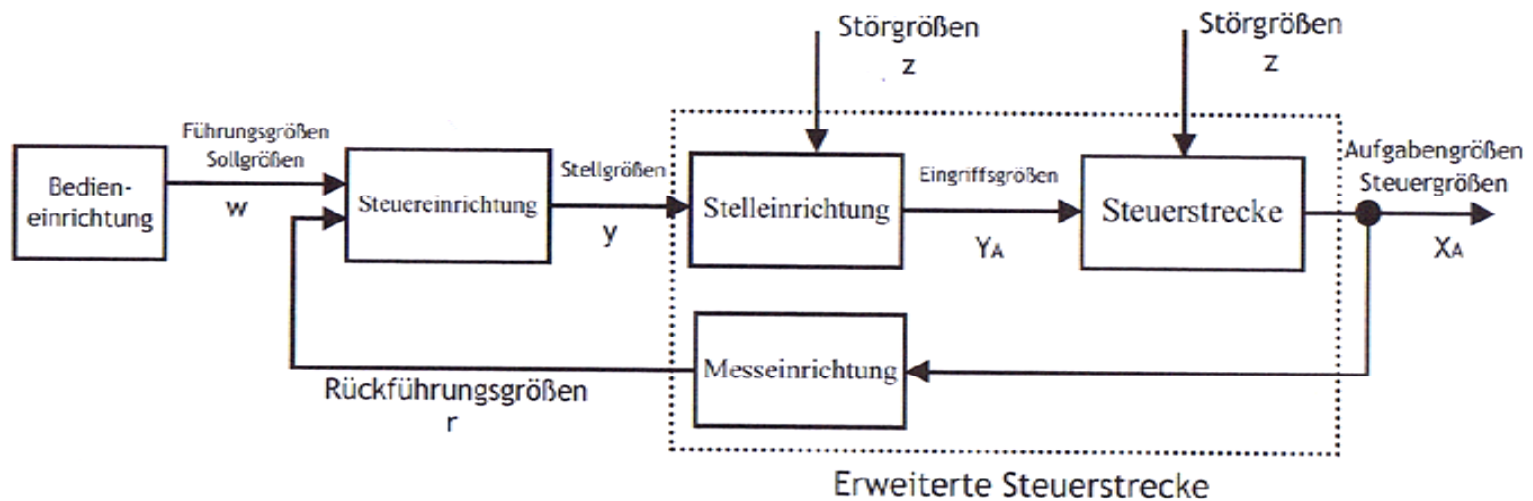 Störgrößen
z
Störgrößen
z
Bedien-
einrichtung
Führungsgrößen
Sollgrößen
w
Steuereinrichtung
Stellgrößen
y
Stelleinrichtung
Eingriffsgrößen
YA
Steuerstrecke
Aufgabengrößen
Steuergrößen
XA
Messeinrichtung
Rückführungsgrößen
r
Erweiterte Steuerstrecke